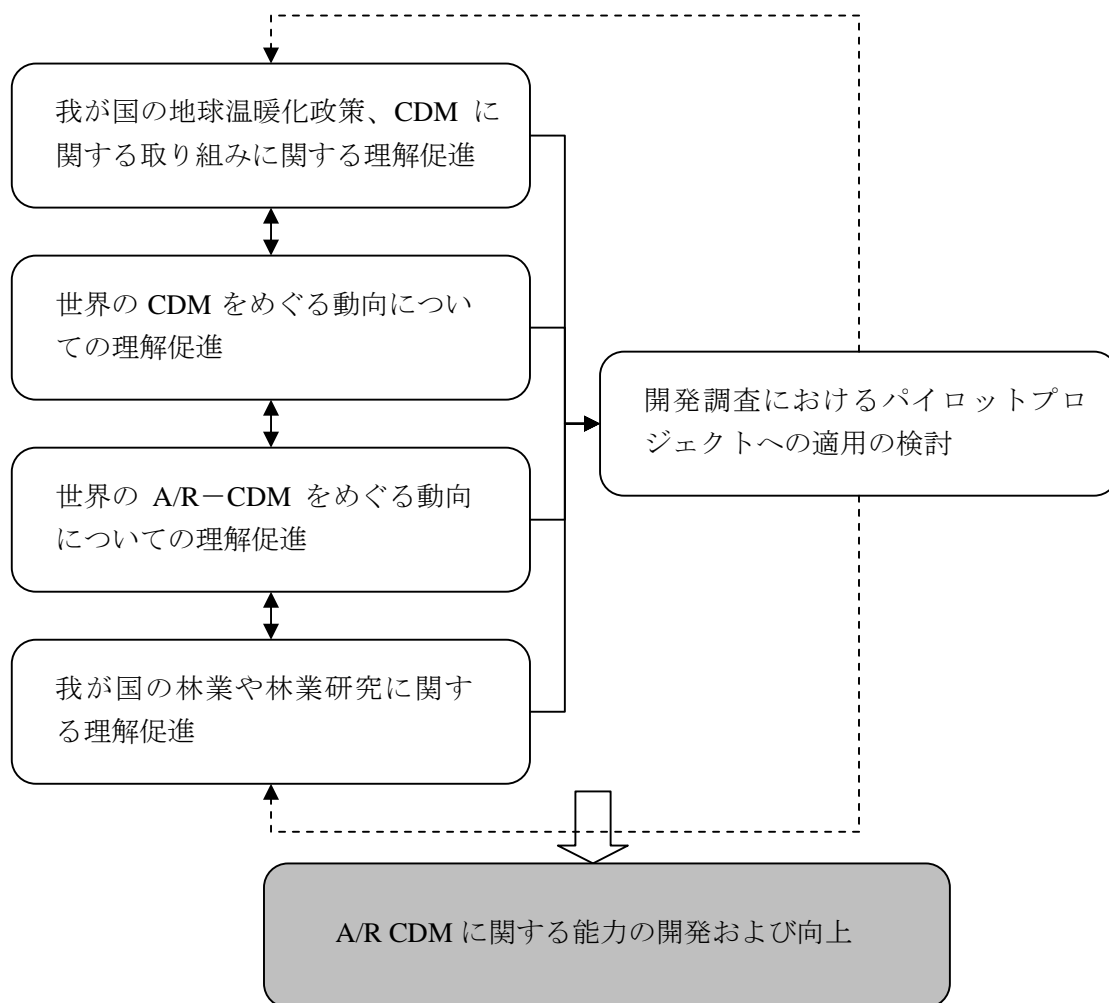 我が国の地球温暖化政策、CDM に
関する取り組みに関する理解促進
世界の CDM をめぐる動向につい
ての理解促進
世界の A/R－CDM をめぐる動向
についての理解促進
我が国の林業や林業研究に関す
る理解促進
開発調査におけるパイロットプロ
ジェクトへの適用の検討
A/R CDM に関する能力の開発および向上